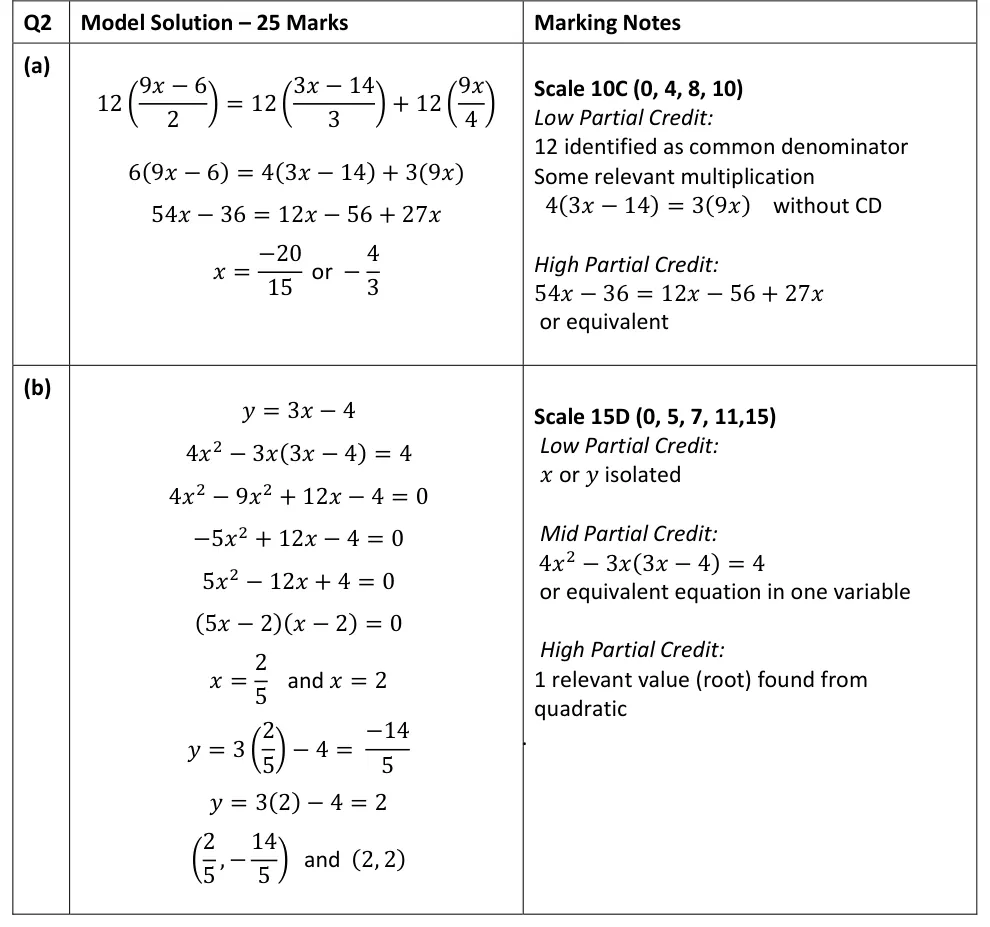 Q2 Model Solution – 25 Marks Marking Notes
(a)
12((9x − 6)/2) = 12((3x − 14)/3) + 12(9x/4)
6(9x − 6) = 4(3x − 14) + 3(9x)
54x − 36 = 12x − 56 + 27x
x = −20/15 or − 4/3
Scale 10C (0, 4, 8, 10)
Low Partial Credit:
12 identified as common denominator
Some relevant multiplication
4(3x − 14) = 3(9x) without CD
High Partial Credit:
54x − 36 = 12x − 56 + 27x
or equivalent
(b)
y = 3x − 4
4x² − 3x(3x − 4) = 4
4x² − 9x² + 12x − 4 = 0
−5x² + 12x − 4 = 0
5x² − 12x + 4 = 0
(5x − 2)(x − 2) = 0
x = 2/5 and x = 2
y = 3(2/5) − 4 = −14/5
y = 3(2) − 4 = 2
(2/5, − 14/5) and (2, 2)
Scale 15D (0, 5, 7, 11,15)
Low Partial Credit:
x or y isolated
Mid Partial Credit:
4x² − 3x(3x − 4) = 4
or equivalent equation in one variable
High Partial Credit:
1 relevant value (root) found from
quadratic